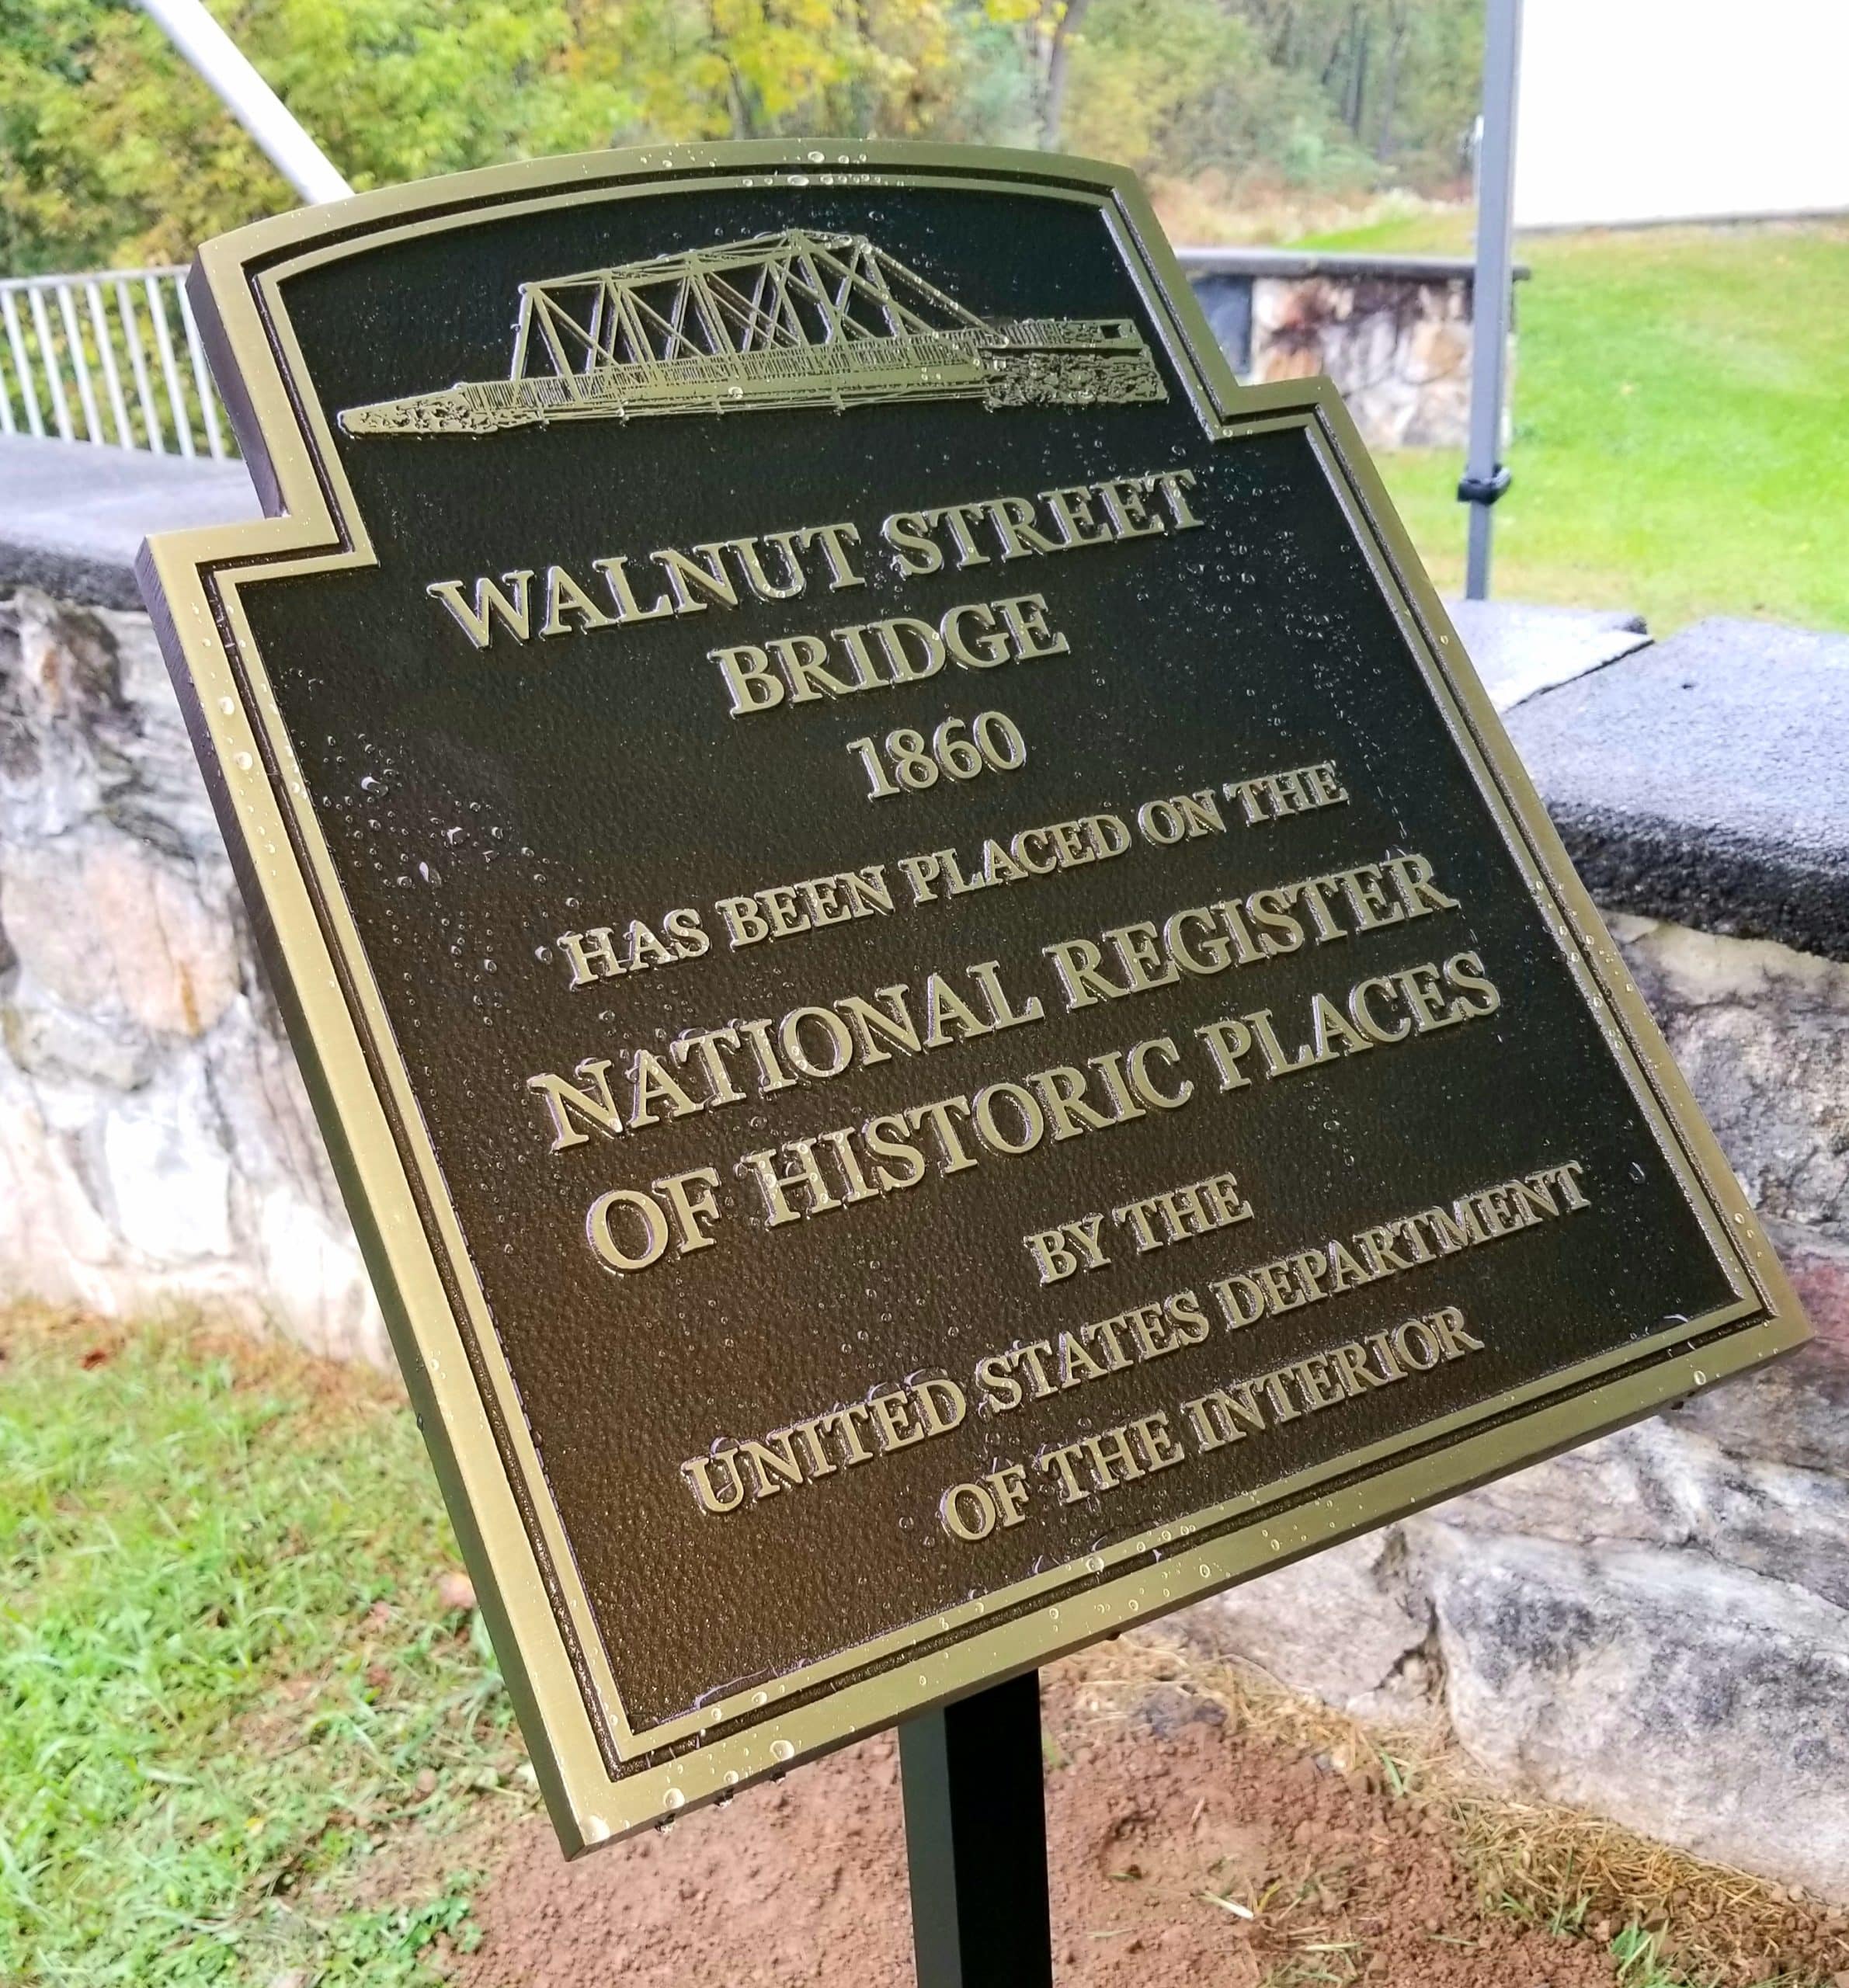 WALNUT STREET
BRIDGE
1860
HAS BEEN PLACED ON THE
NATIONAL REGISTER
OF HISTORIC PLACES
BY THE
UNITED STATES DEPARTMENT
OF THE INTERIOR